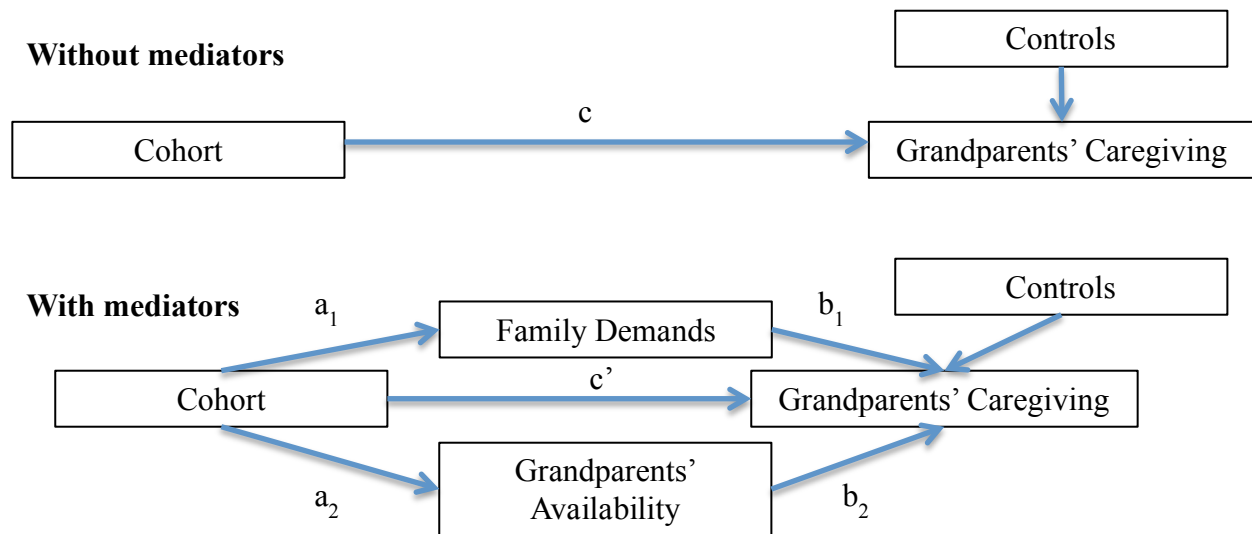 Controls
Without mediators
c
Cohort
Grandparents’ Caregiving
Controls
With mediators
a₁
b₁
Family Demands
c’
Cohort
Grandparents’ Caregiving
Grandparents’
Availability
a₂
b₂